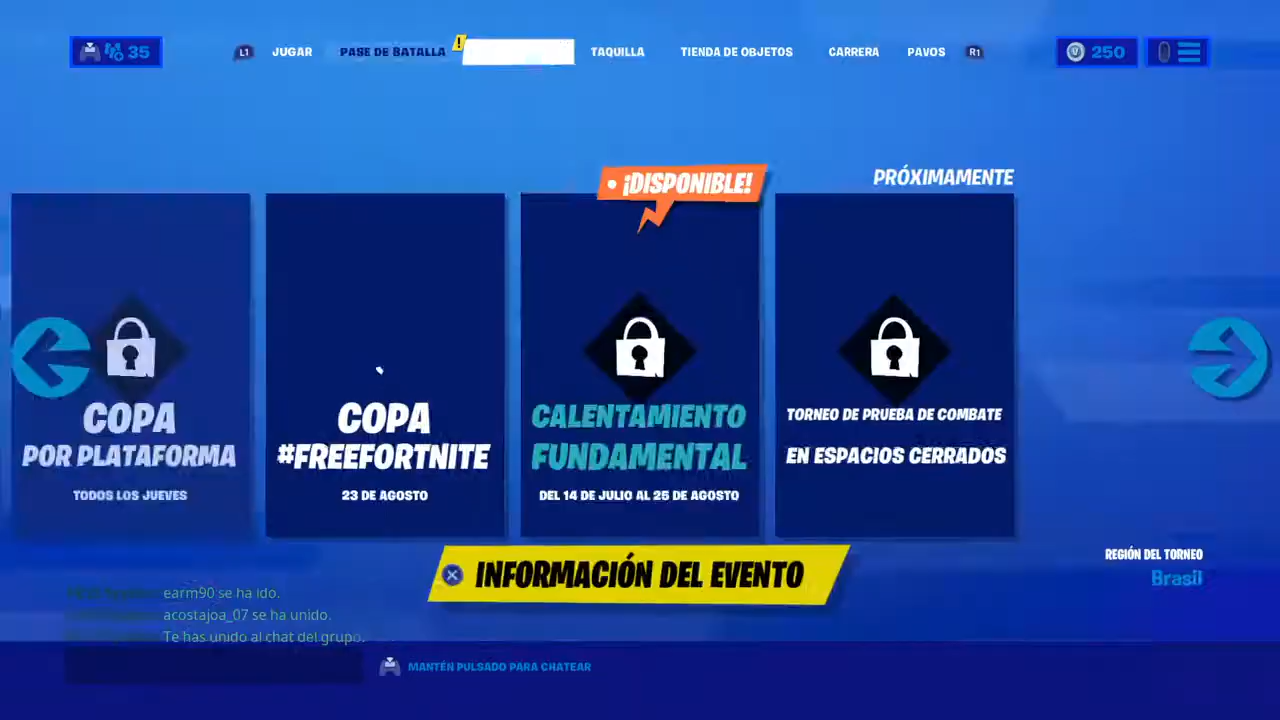 35
L1
JUGAR
PASE DE BATALLA
!
TAQUILLA
TIENDA DE OBJETOS
CARRERA
PAVOS
R1
250
¡DISPONIBLE!
PRÓXIMAMENTE
COPA
POR PLATAFORMA
TODOS LOS JUEVES
COPA
#FREEFORTNITE
23 DE AGOSTO
CALENTAMIENTO
FUNDAMENTAL
DEL 14 DE JULIO AL 25 DE AGOSTO
TORNEO DE PRUEBA DE COMBATE
EN ESPACIOS CERRADOS
INFORMACIÓN DEL EVENTO
REGIÓN DEL TORNEO
Brasil
earm90 se ha ido.
acostajoa_07 se ha unido.
Te has unido al chat del grupo.
MANTÉN PULSADO PARA CHATEAR